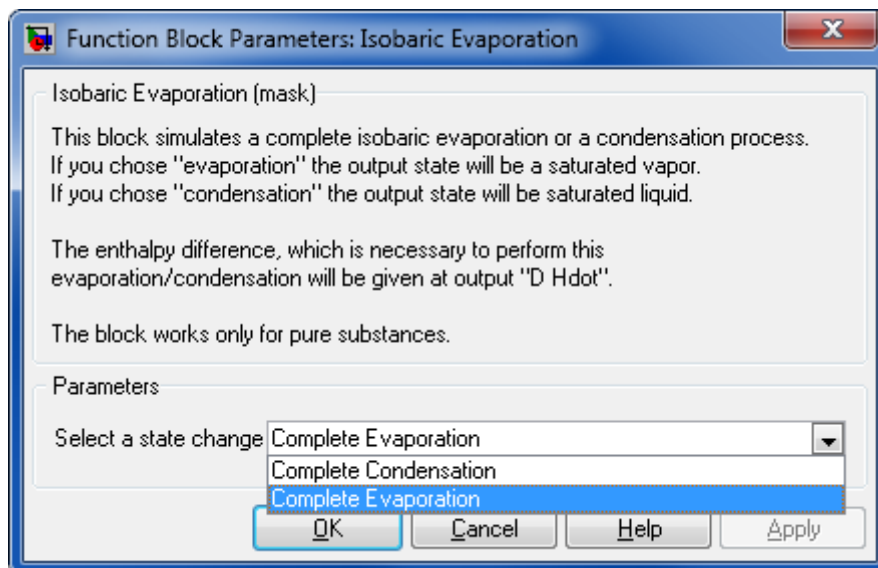 Function Block Parameters: Isobaric Evaporation
Isobaric Evaporation (mask)
This block simulates a complete isobaric evaporation or a condensation process.
If you chose "evaporation" the output state will be a saturated vapor.
If you chose "condensation" the output state will be saturated liquid.
The enthalpy difference, which is necessary to perform this
evaporation/condensation will be given at output "D Hdot".
The block works only for pure substances.
Parameters
Select a state change Complete Evaporation
Complete Condensation
Complete Evaporation
OK Cancel Help Apply